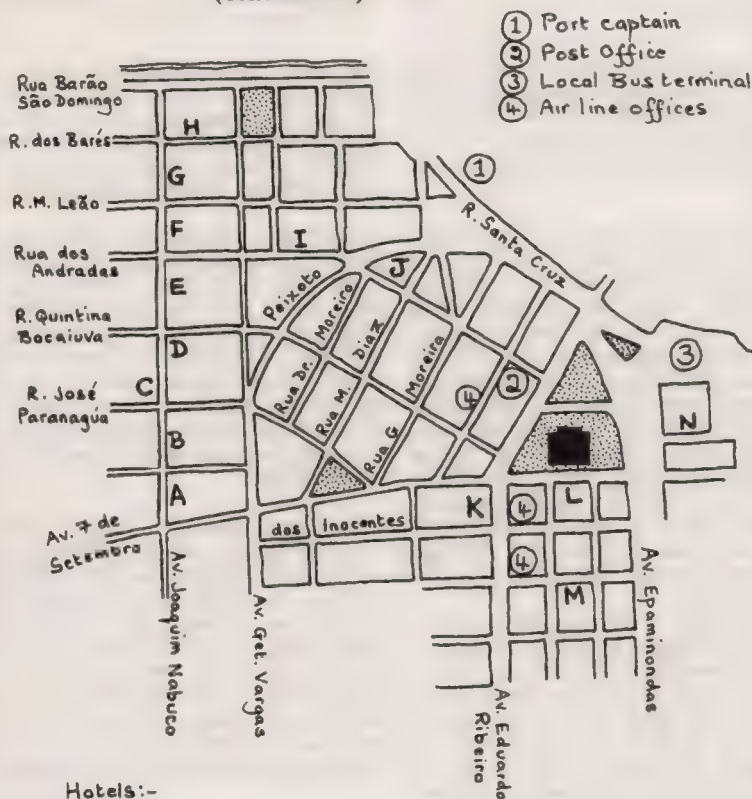 ① Port captain
② Post Office
③ Local Bus terminal
④ Air line offices
Rua Barão
São Domingo
R. dos Barés
R.M. Leão
Rua dos
Andradas
R. Quintina
Bocaiuva
R. José
Paranaguá
Av. 7 de
Setembro
H
G
F
I
E
J
D
C
B
A
K
L
M
N
①
②
③
④
④
④
R. Santa Cruz
Peixoto
Rua Dr. Moreiro
Rua M. Diaz
Rua G Moreira
dos Inocentes
Av. Joaquim Nabuco
Av. Get. Vargas
Av. Eduardo
Ribeiro
Av. Epaminondas
Hotels:-